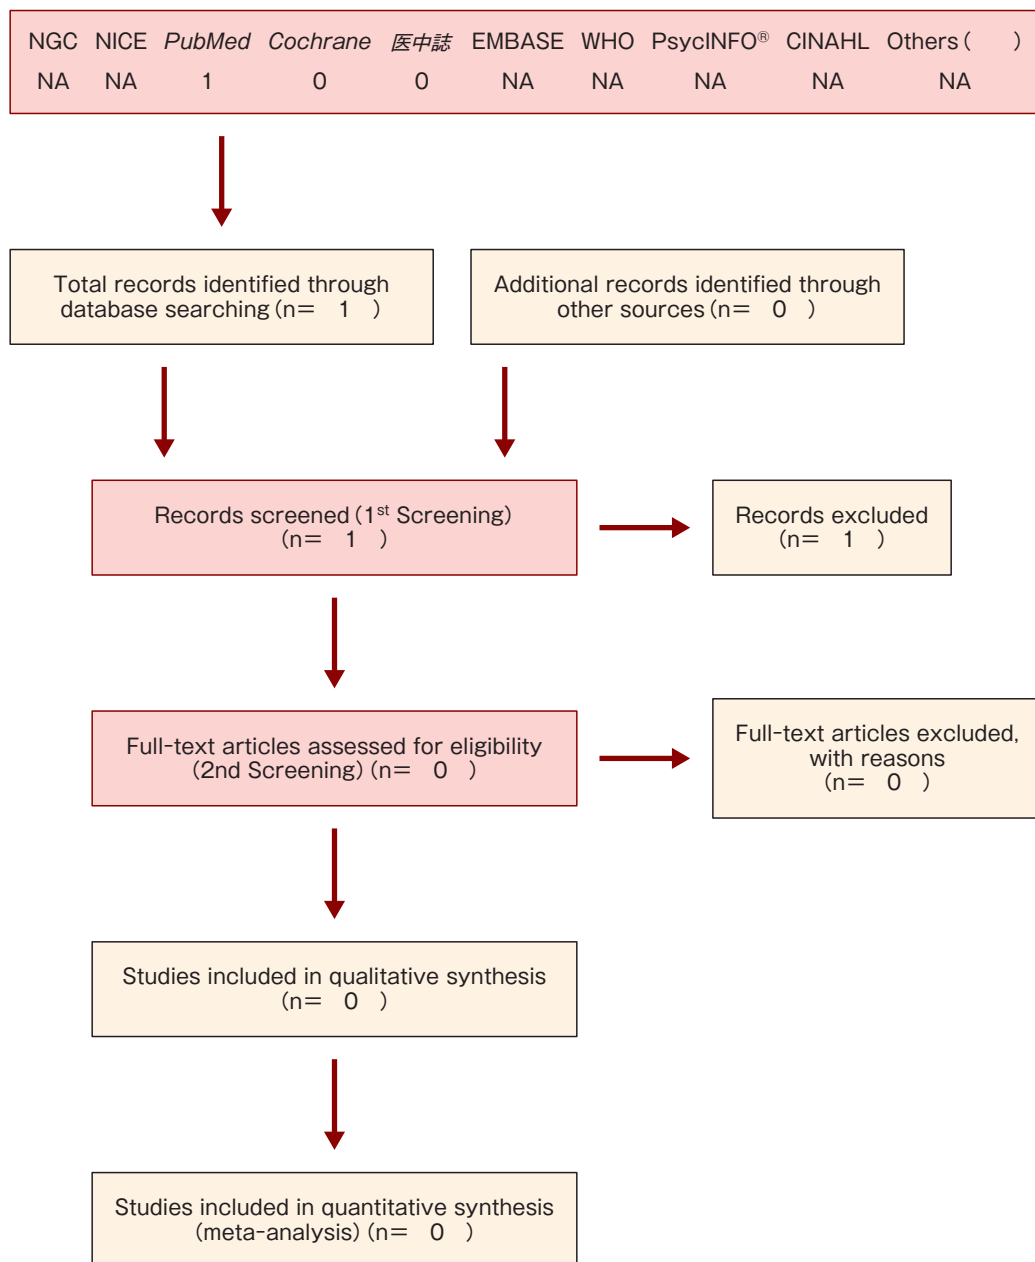 NGC NICE PubMed Cochrane 医中誌 EMBASE WHO PsycINFO® CINAHL Others (　　)
NA NA 1 0 0 NA NA NA NA NA
Total records identified through
database searching (n= 1 )
Additional records identified through
other sources (n= 0 )
Records screened (1st Screening)
(n= 1 )
Records excluded
(n= 1 )
Full-text articles assessed for eligibility
(2nd Screening) (n= 0 )
Full-text articles excluded,
with reasons
(n= 0 )
Studies included in qualitative synthesis
(n= 0 )
Studies included in quantitative synthesis
(meta-analysis) (n= 0 )